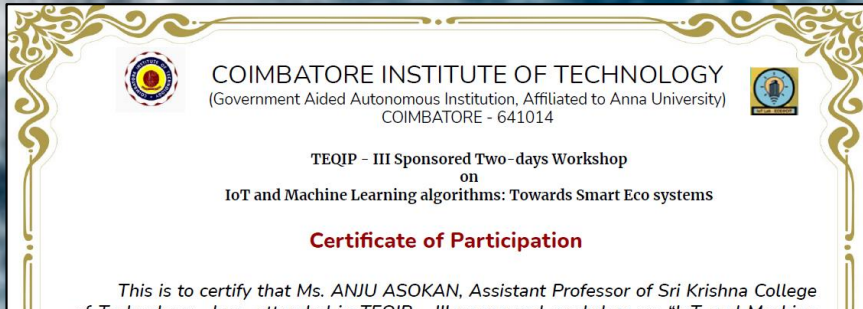 COIMBATORE INSTITUTE OF TECHNOLOGY
(Government Aided Autonomous Institution, Affiliated to Anna University)
COIMBATORE - 641014
TEQIP - III Sponsored Two-days Workshop
on
IoT and Machine Learning algorithms: Towards Smart Eco systems
Certificate of Participation
This is to certify that Ms. ANJU ASOKAN, Assistant Professor of Sri Krishna College